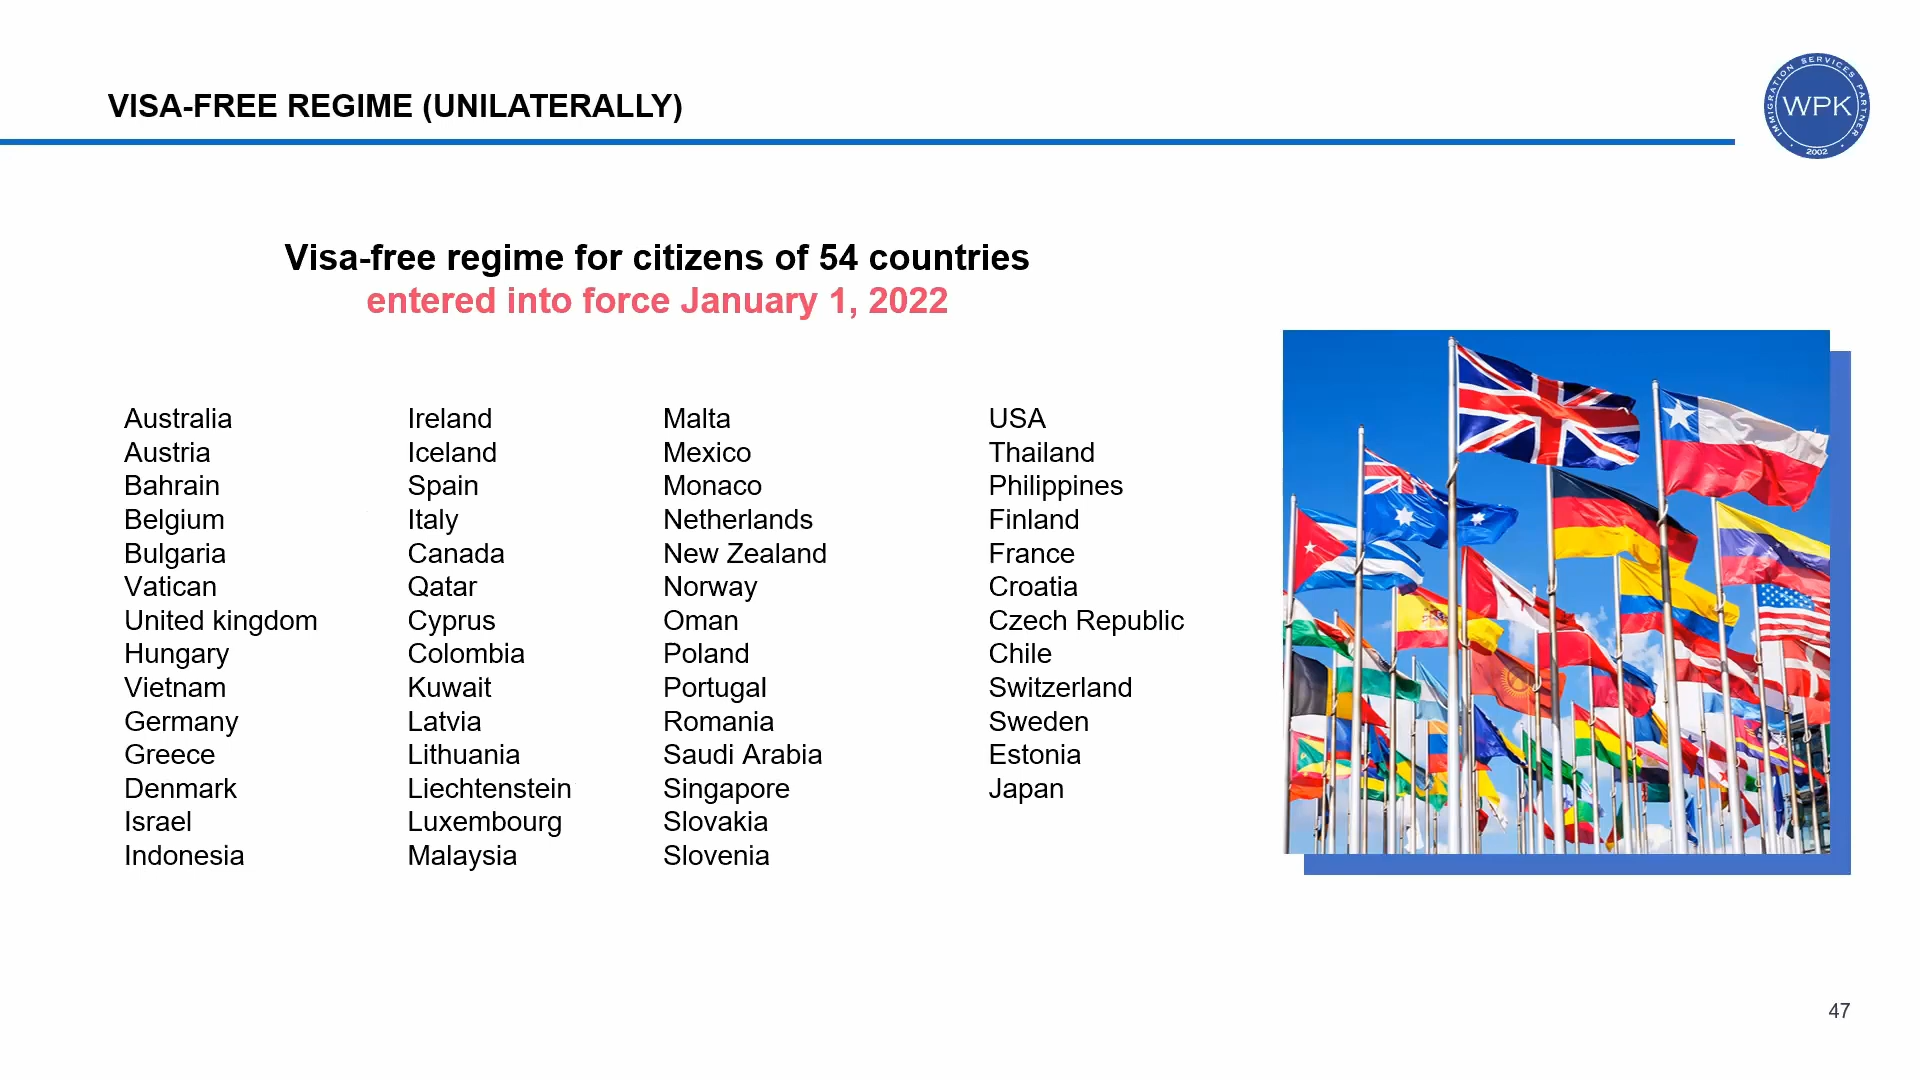 VISA-FREE REGIME (UNILATERALLY)
IMMIGRATION SERVICES PARTNER
WPK
2002
Visa-free regime for citizens of 54 countries
entered into force January 1, 2022
Australia
Austria
Bahrain
Belgium
Bulgaria
Vatican
United kingdom
Hungary
Vietnam
Germany
Greece
Denmark
Israel
Indonesia
Ireland
Iceland
Spain
Italy
Canada
Qatar
Cyprus
Colombia
Kuwait
Latvia
Lithuania
Liechtenstein
Luxembourg
Malaysia
Malta
Mexico
Monaco
Netherlands
New Zealand
Norway
Oman
Poland
Portugal
Romania
Saudi Arabia
Singapore
Slovakia
Slovenia
USA
Thailand
Philippines
Finland
France
Croatia
Czech Republic
Chile
Switzerland
Sweden
Estonia
Japan
47